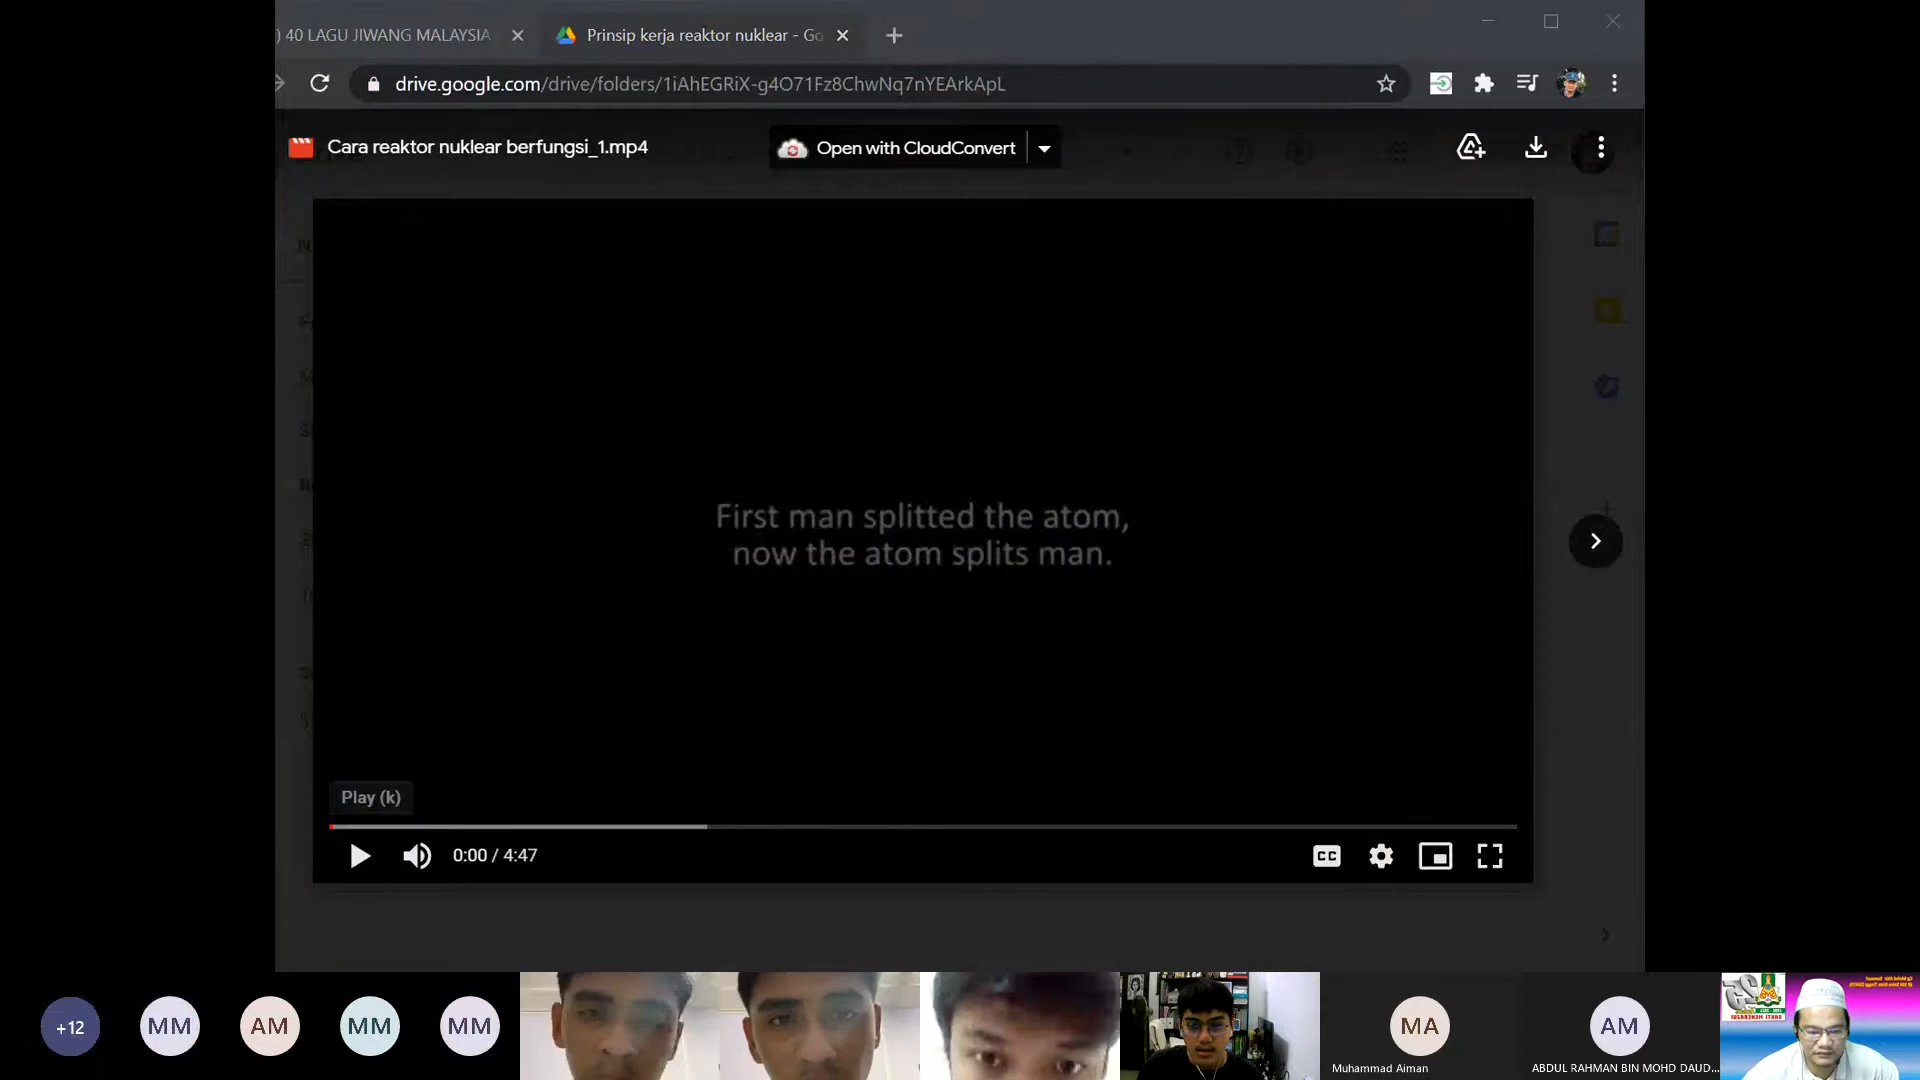 ) 40 LAGU JIWANG MALAYSIA
Prinsip kerja reaktor nuklear - Go
drive.google.com/drive/folders/1iAhEGRiX-g4O71Fz8ChwNq7nYEArkApL
Cara reaktor nuklear berfungsi_1.mp4
Open with CloudConvert
First man splitted the atom,
now the atom splits man.
Play (k)
0:00 / 4:47
CC
+12
MM
AM
MM
MM
MA
Muhammad Aiman
AM
ABDUL RAHMAN BIN MOHD DAUD...
25